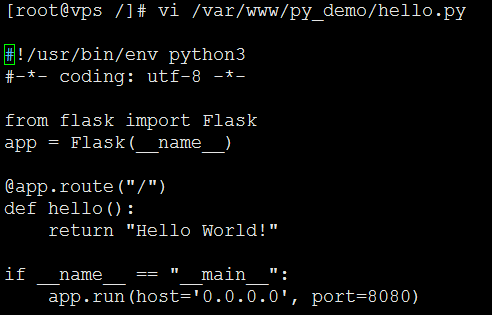 [root@vps /]# vi /var/www/py_demo/hello.py
#!/usr/bin/env python3
#-*- coding: utf-8 -*-
from flask import Flask
app = Flask(__name__)
@app.route("/")
def hello():
    return "Hello World!"
if __name__ == "__main__":
    app.run(host='0.0.0.0', port=8080)